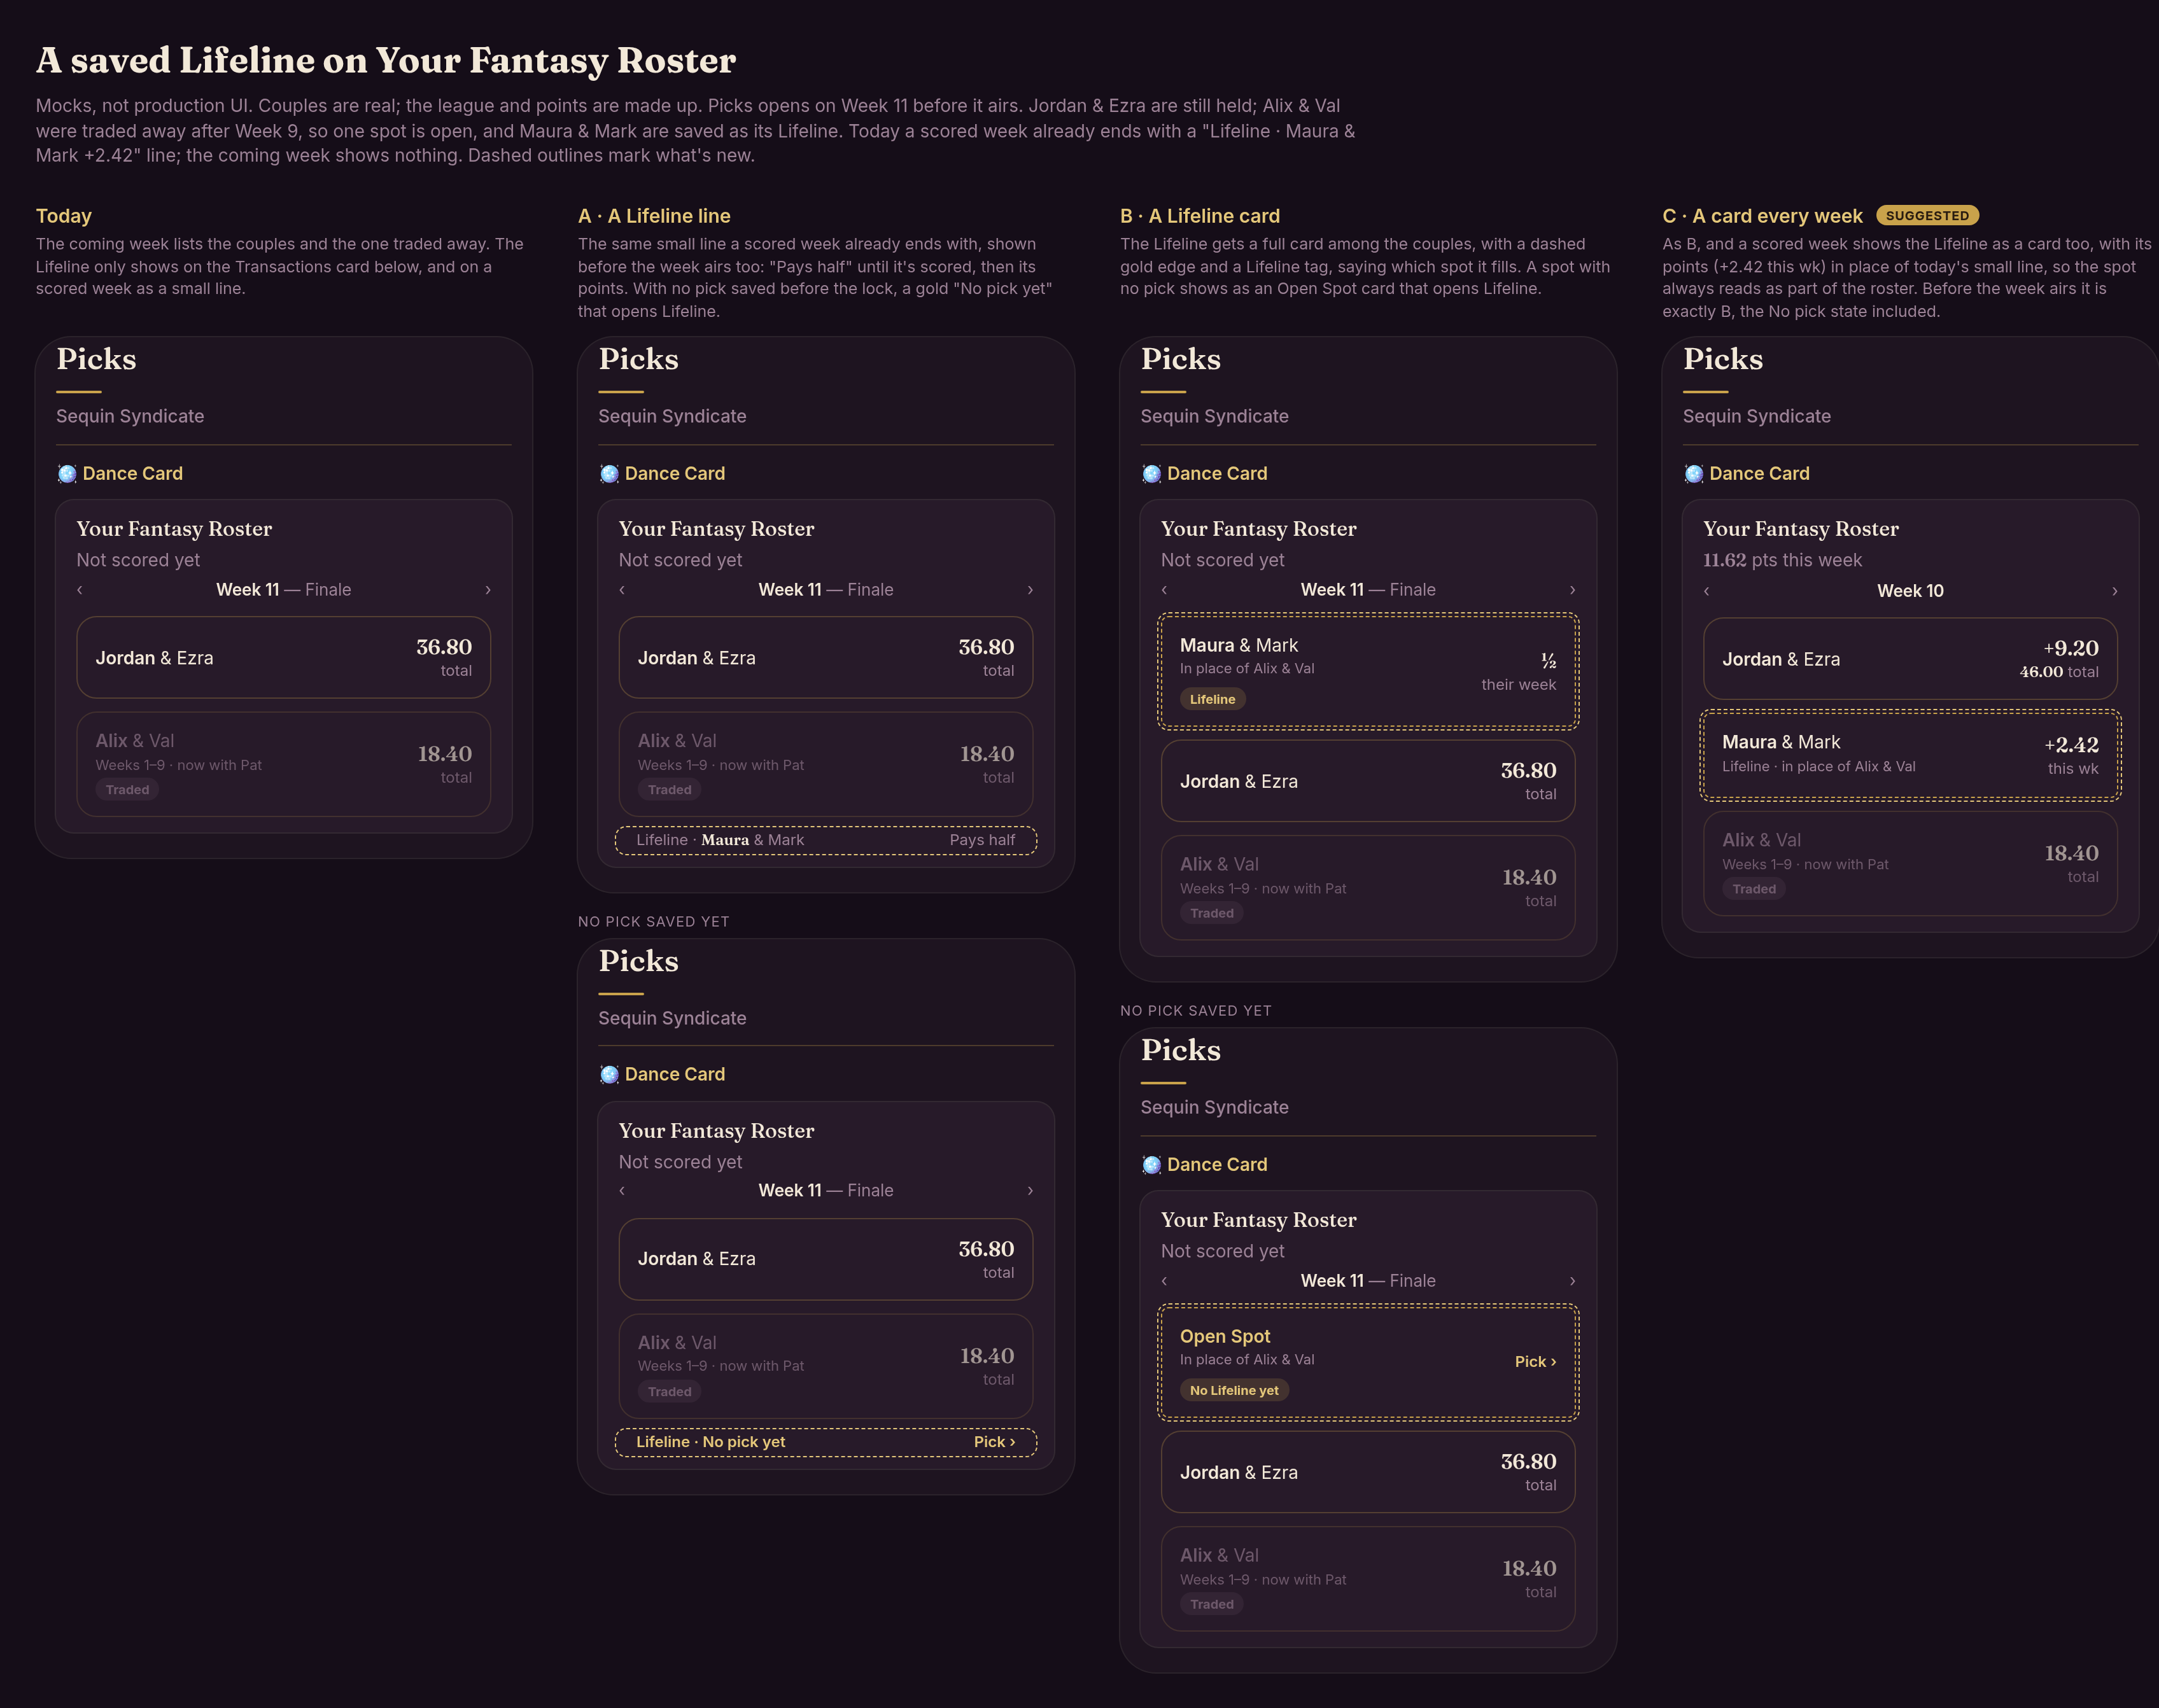 A saved Lifeline on Your Fantasy Roster
Mocks, not production UI. Couples are real; the league and points are made up. Picks opens on Week 11 before it airs. Jordan & Ezra are still held; Alix & Val
were traded away after Week 9, so one spot is open, and Maura & Mark are saved as its Lifeline. Today a scored week already ends with a "Lifeline · Maura &
Mark +2.42" line; the coming week shows nothing. Dashed outlines mark what's new.
Today
The coming week lists the couples and the one traded away. The
Lifeline only shows on the Transactions card below, and on a
scored week as a small line.
Picks
Sequin Syndicate
Dance Card
Your Fantasy Roster
Not scored yet
‹ Week 11 — Finale ›
Jordan & Ezra
36.80
total
Alix & Val
Weeks 1–9 · now with Pat
Traded
18.40
total
A · A Lifeline line
The same small line a scored week already ends with, shown
before the week airs too: "Pays half" until it's scored, then its
points. With no pick saved before the lock, a gold "No pick yet"
that opens Lifeline.
Picks
Sequin Syndicate
Dance Card
Your Fantasy Roster
Not scored yet
‹ Week 11 — Finale ›
Jordan & Ezra
36.80
total
Alix & Val
Weeks 1–9 · now with Pat
Traded
18.40
total
Lifeline · Maura & Mark Pays half
NO PICK SAVED YET
Picks
Sequin Syndicate
Dance Card
Your Fantasy Roster
Not scored yet
‹ Week 11 — Finale ›
Jordan & Ezra
36.80
total
Alix & Val
Weeks 1–9 · now with Pat
Traded
18.40
total
Lifeline · No pick yet Pick ›
B · A Lifeline card
The Lifeline gets a full card among the couples, with a dashed
gold edge and a Lifeline tag, saying which spot it fills. A spot with
no pick shows as an Open Spot card that opens Lifeline.
Picks
Sequin Syndicate
Dance Card
Your Fantasy Roster
Not scored yet
‹ Week 11 — Finale ›
Maura & Mark
In place of Alix & Val
Lifeline
½
their week
Jordan & Ezra
36.80
total
Alix & Val
Weeks 1–9 · now with Pat
Traded
18.40
total
NO PICK SAVED YET
Picks
Sequin Syndicate
Dance Card
Your Fantasy Roster
Not scored yet
‹ Week 11 — Finale ›
Open Spot
In place of Alix & Val
No Lifeline yet
Pick ›
Jordan & Ezra
36.80
total
Alix & Val
Weeks 1–9 · now with Pat
Traded
18.40
total
C · A card every week SUGGESTED
As B, and a scored week shows the Lifeline as a card too, with its
points (+2.42 this wk) in place of today's small line, so the spot
always reads as part of the roster. Before the week airs it is
exactly B, the No pick state included.
Picks
Sequin Syndicate
Dance Card
Your Fantasy Roster
11.62 pts this week
‹ Week 10 ›
Jordan & Ezra
+9.20
46.00 total
Maura & Mark
Lifeline · in place of Alix & Val
+2.42
this wk
Alix & Val
Weeks 1–9 · now with Pat
Traded
18.40
total